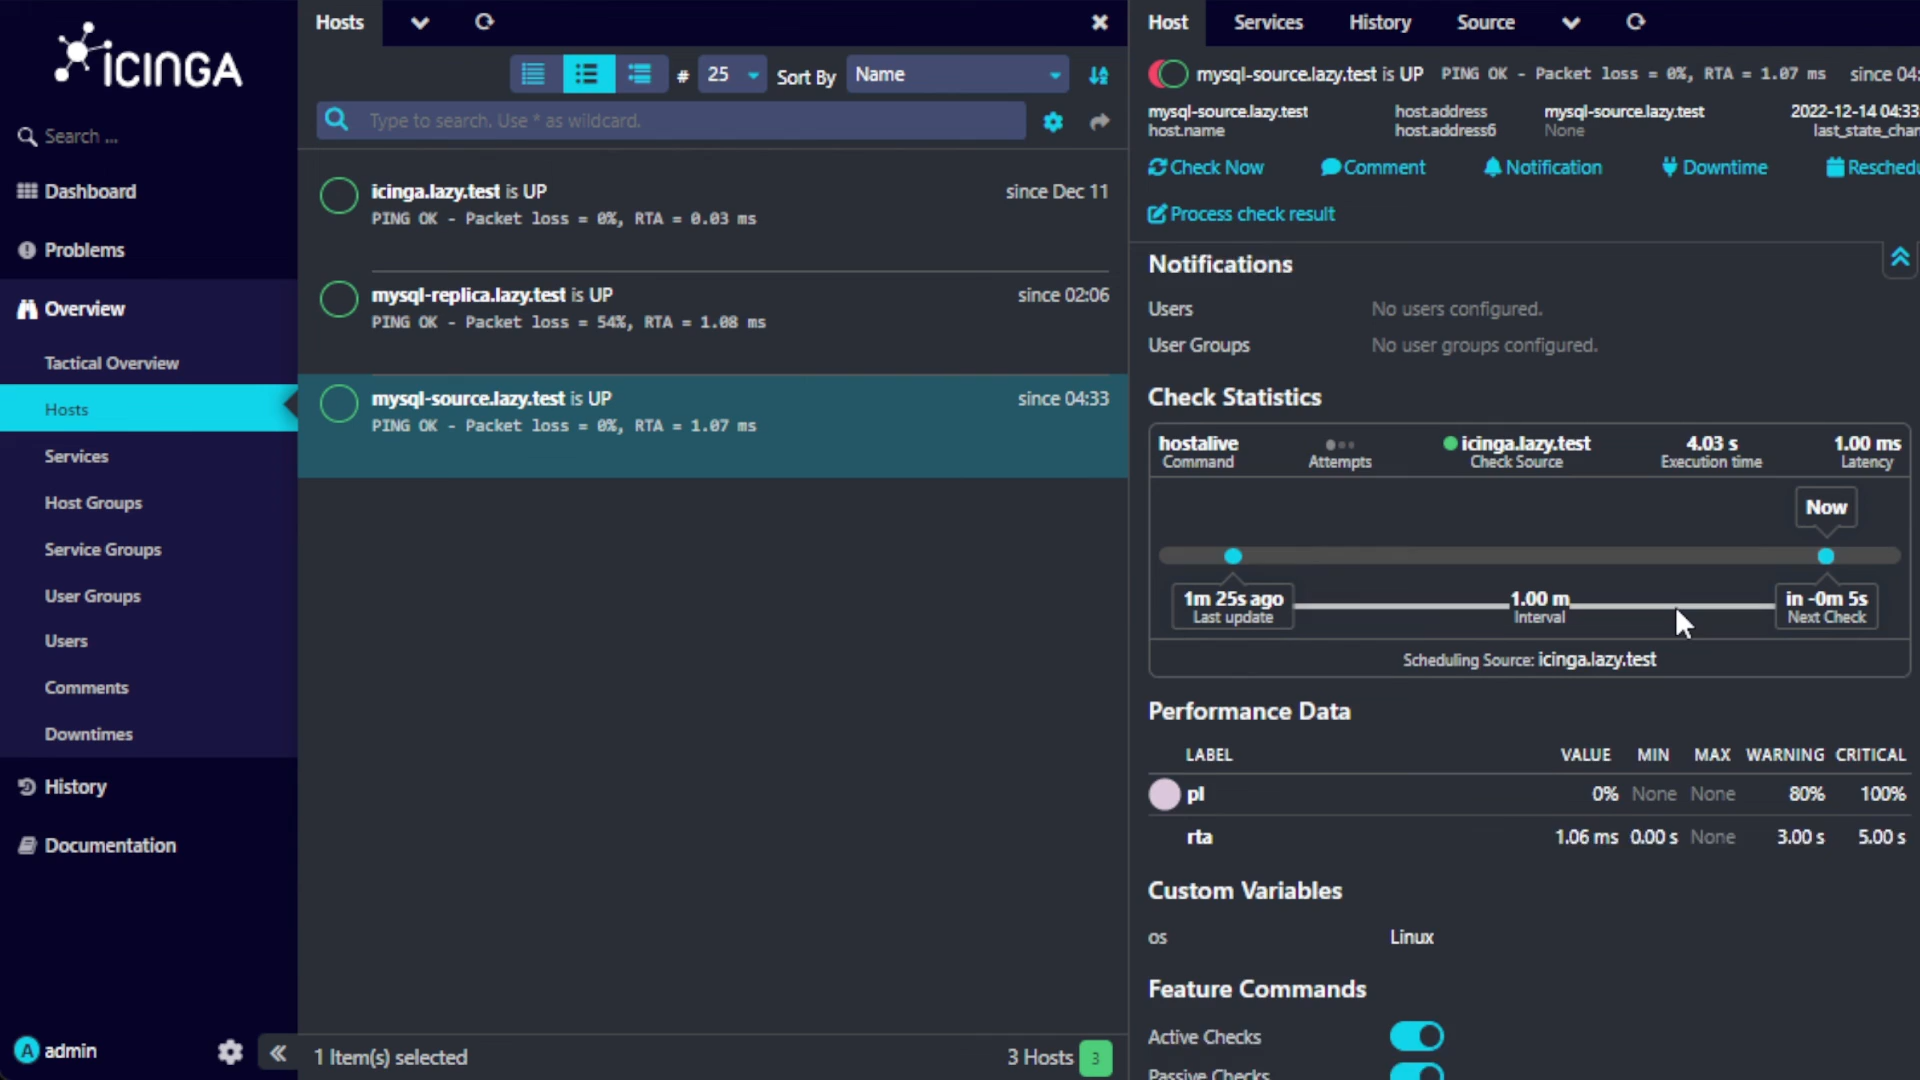 ICINGA
Search ...
Dashboard
Problems
Overview
Tactical Overview
Hosts
Services
Host Groups
Service Groups
User Groups
Users
Comments
Downtimes
History
Documentation
A admin
Hosts
# 25 Sort By Name
Type to search. Use * as wildcard.
icinga.lazy.test is UP since Dec 11
PING OK - Packet loss = 0%, RTA = 0.03 ms
mysql-replica.lazy.test is UP since 02:06
PING OK - Packet loss = 54%, RTA = 1.08 ms
mysql-source.lazy.test is UP since 04:33
PING OK - Packet loss = 0%, RTA = 1.07 ms
1 Item(s) selected 3 Hosts 3
Host Services History Source
mysql-source.lazy.test is UP PING OK - Packet loss = 0%, RTA = 1.07 ms since 04:
mysql-source.lazy.test host.address mysql-source.lazy.test 2022-12-14 04:33:
host.name host.address6 None last_state_chan
Check Now Comment Notification Downtime Reschedu
Process check result
Notifications
Users No users configured.
User Groups No user groups configured.
Check Statistics
hostalive icinga.lazy.test 4.03 s 1.00 ms
Command Attempts Check Source Execution time Latency
Now
1m 25s ago 1.00 m in -0m 5s
Last update Interval Next Check
Scheduling Source: icinga.lazy.test
Performance Data
LABEL VALUE MIN MAX WARNING CRITICAL
pl 0% None None 80% 100%
rta 1.06 ms 0.00 s None 3.00 s 5.00 s
Custom Variables
os Linux
Feature Commands
Active Checks
Passive Checks